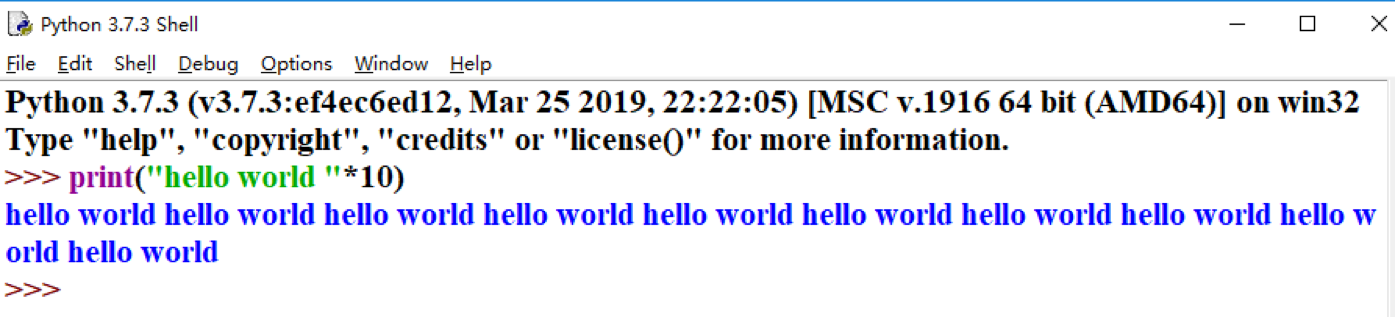 Python 3.7.3 Shell
File Edit Shell Debug Options Window Help
Python 3.7.3 (v3.7.3:ef4ec6ed12, Mar 25 2019, 22:22:05) [MSC v.1916 64 bit (AMD64)] on win32
Type "help", "copyright", "credits" or "license()" for more information.
>>> print("hello world "*10)
hello world hello world hello world hello world hello world hello world hello world hello world hello w
orld hello world
>>>